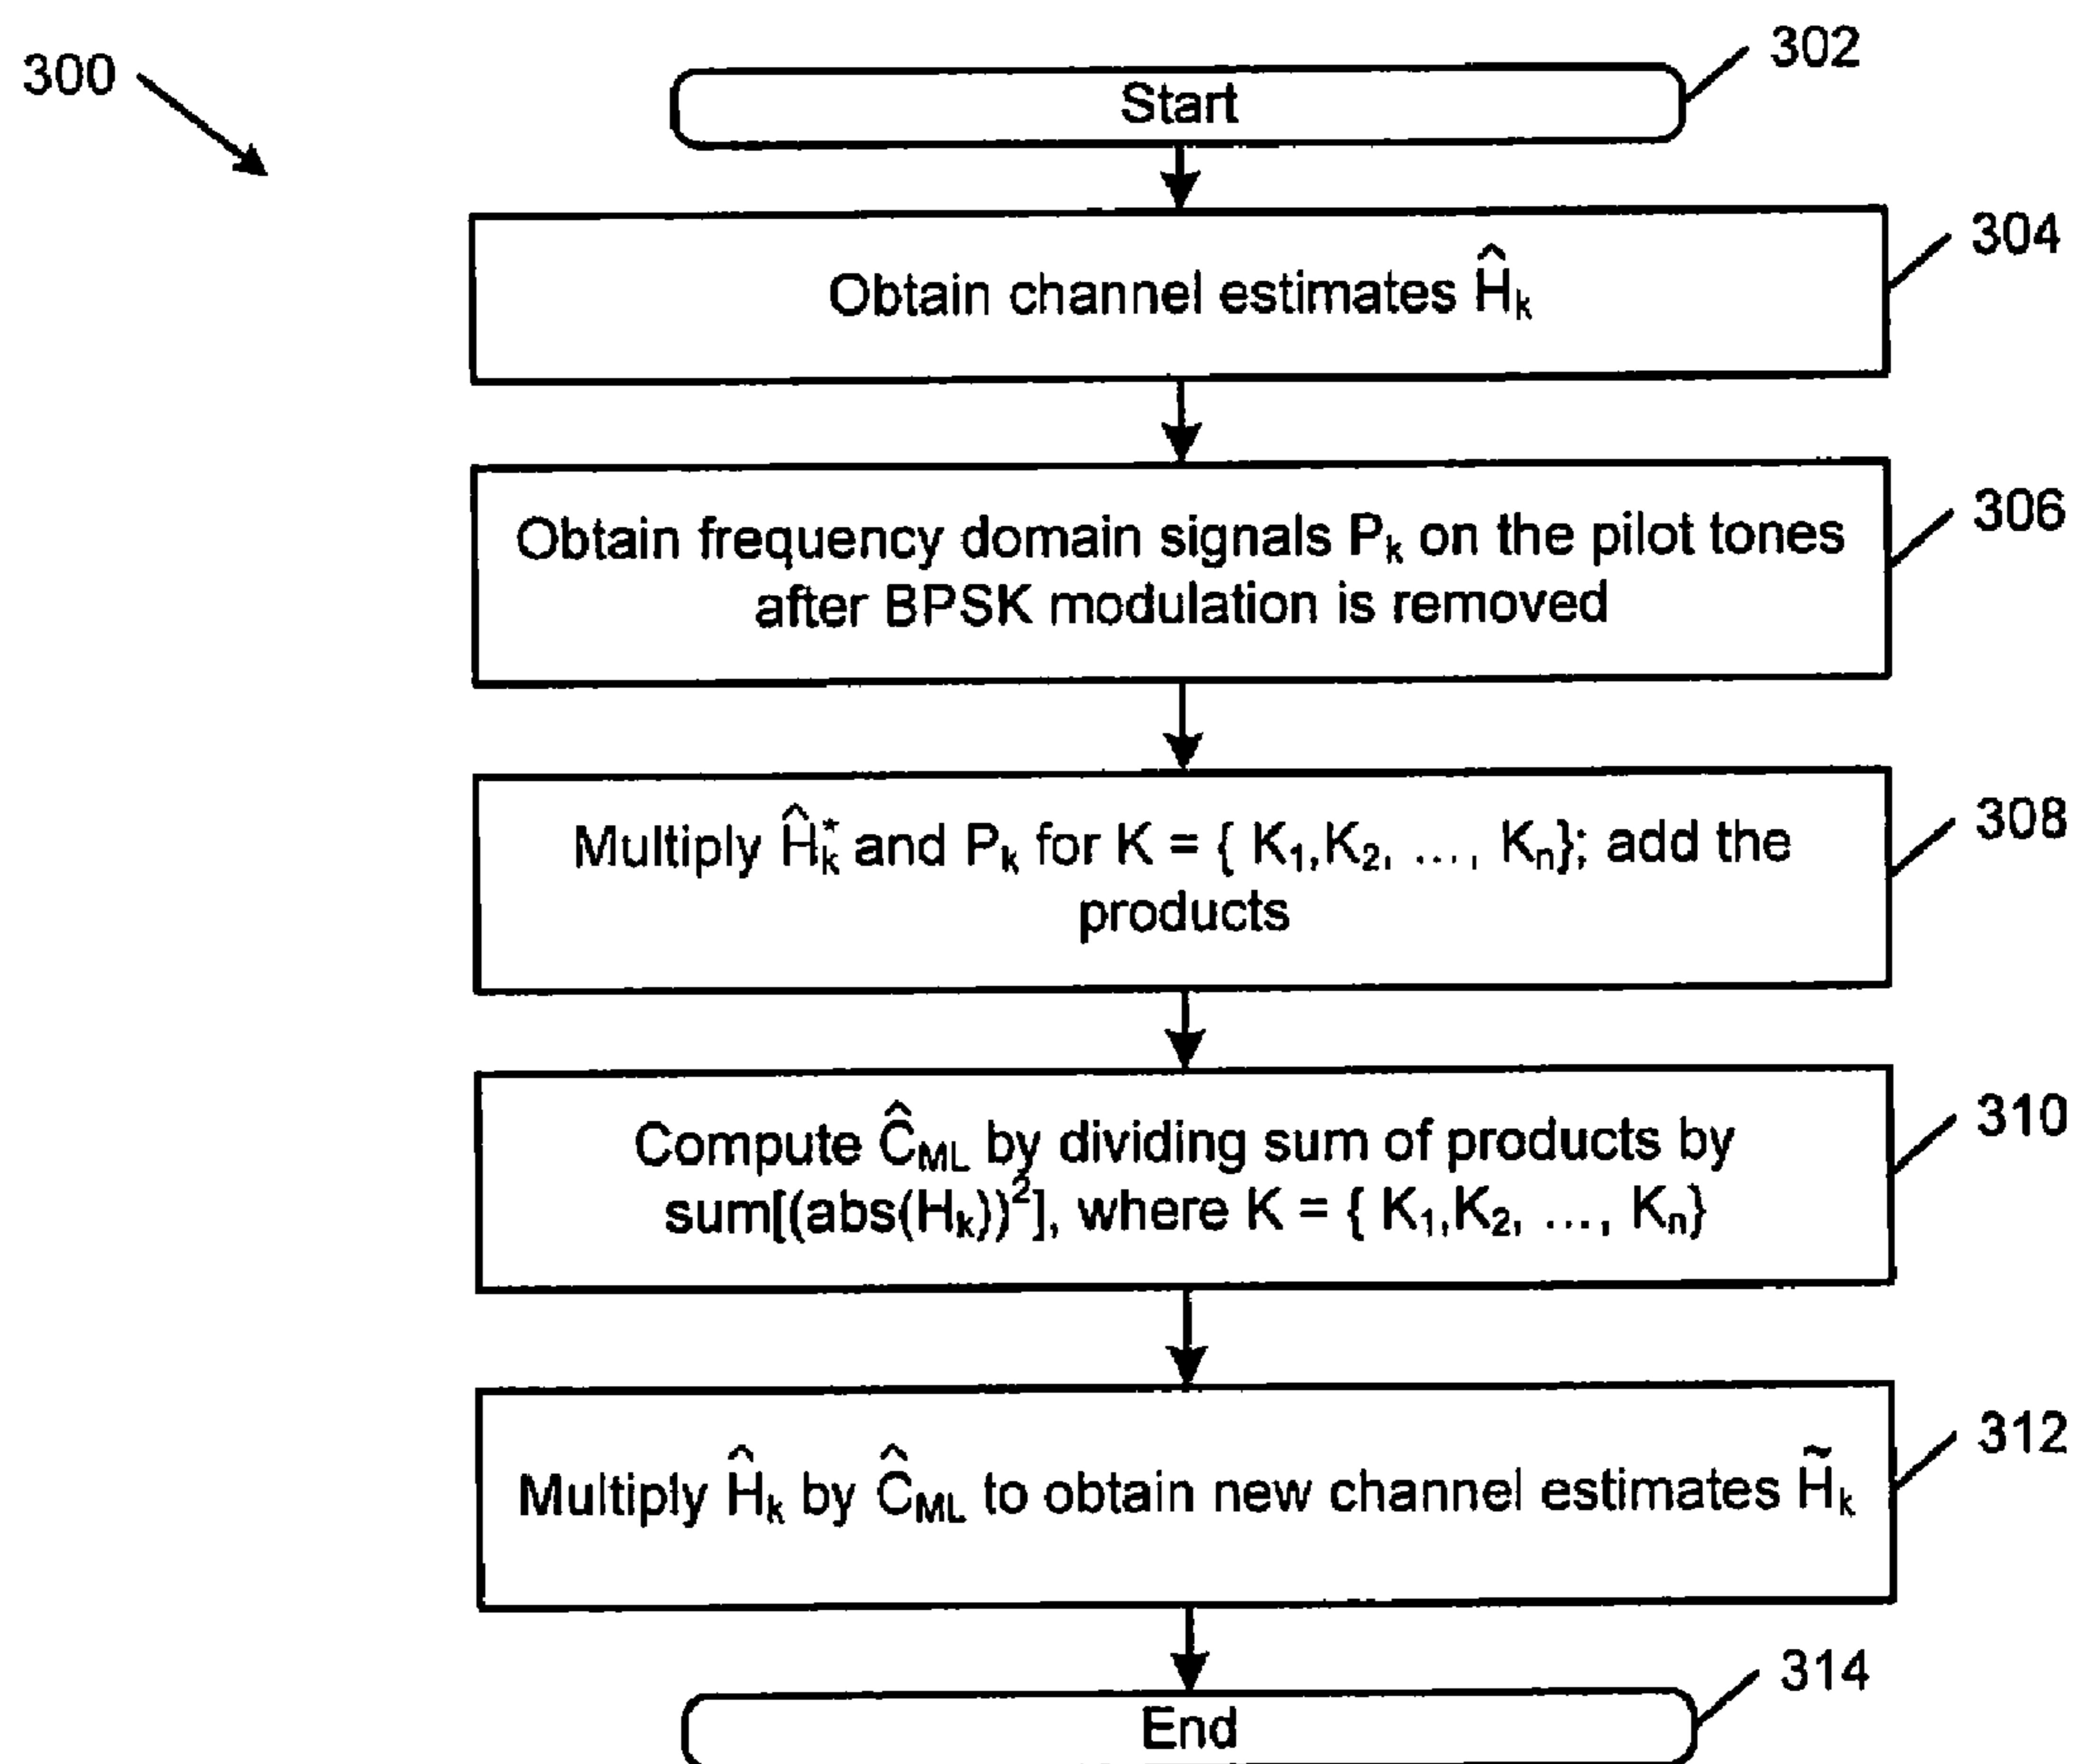 300
302
Start
304
Obtain channel estimates Ĥk
306
Obtain frequency domain signals Pk on the pilot tones
after BPSK modulation is removed
308
Multiply Ĥ*k and Pk for K = { K1,K2, ..., Kn}; add the
products
310
Compute ĈML by dividing sum of products by
sum[(abs(Hk))²], where K = { K1,K2, ..., Kn}
312
Multiply Ĥk by ĈML to obtain new channel estimates H̃k
314
End